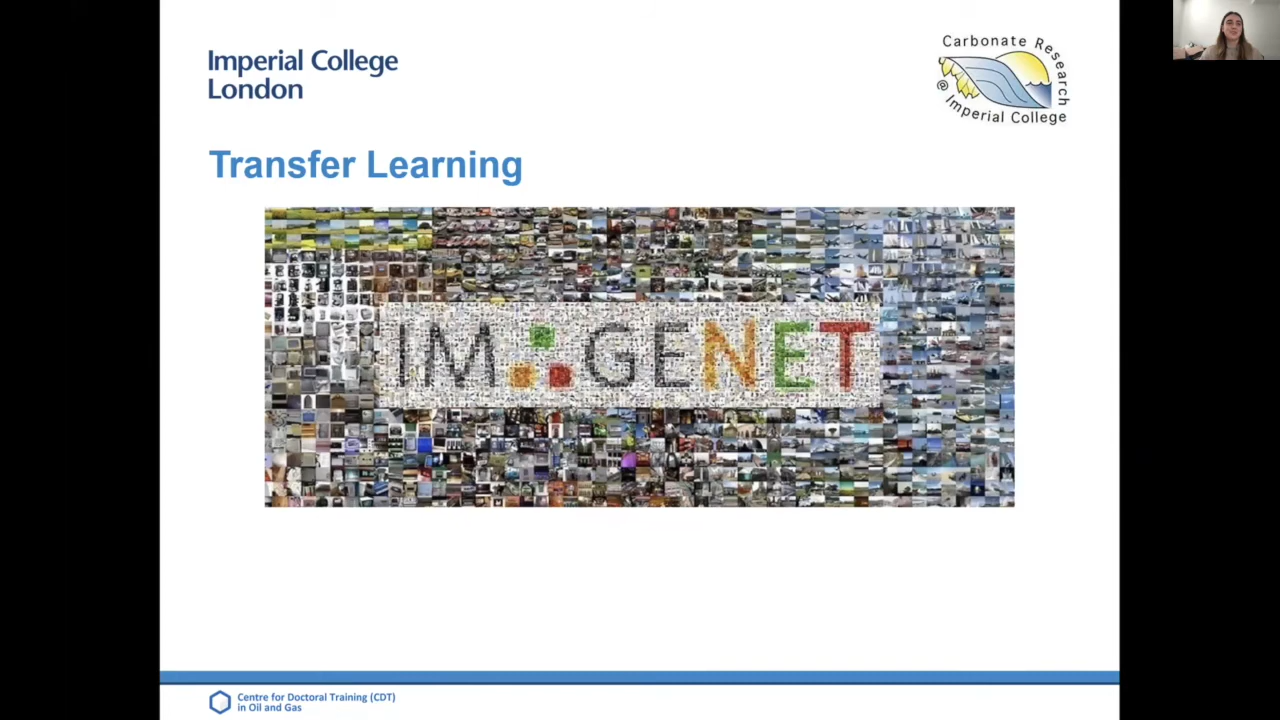 Imperial College
London
Carbonate Research
@ Imperial College
Transfer Learning
IMAGENET
Centre for Doctoral Training (CDT)
in Oil and Gas